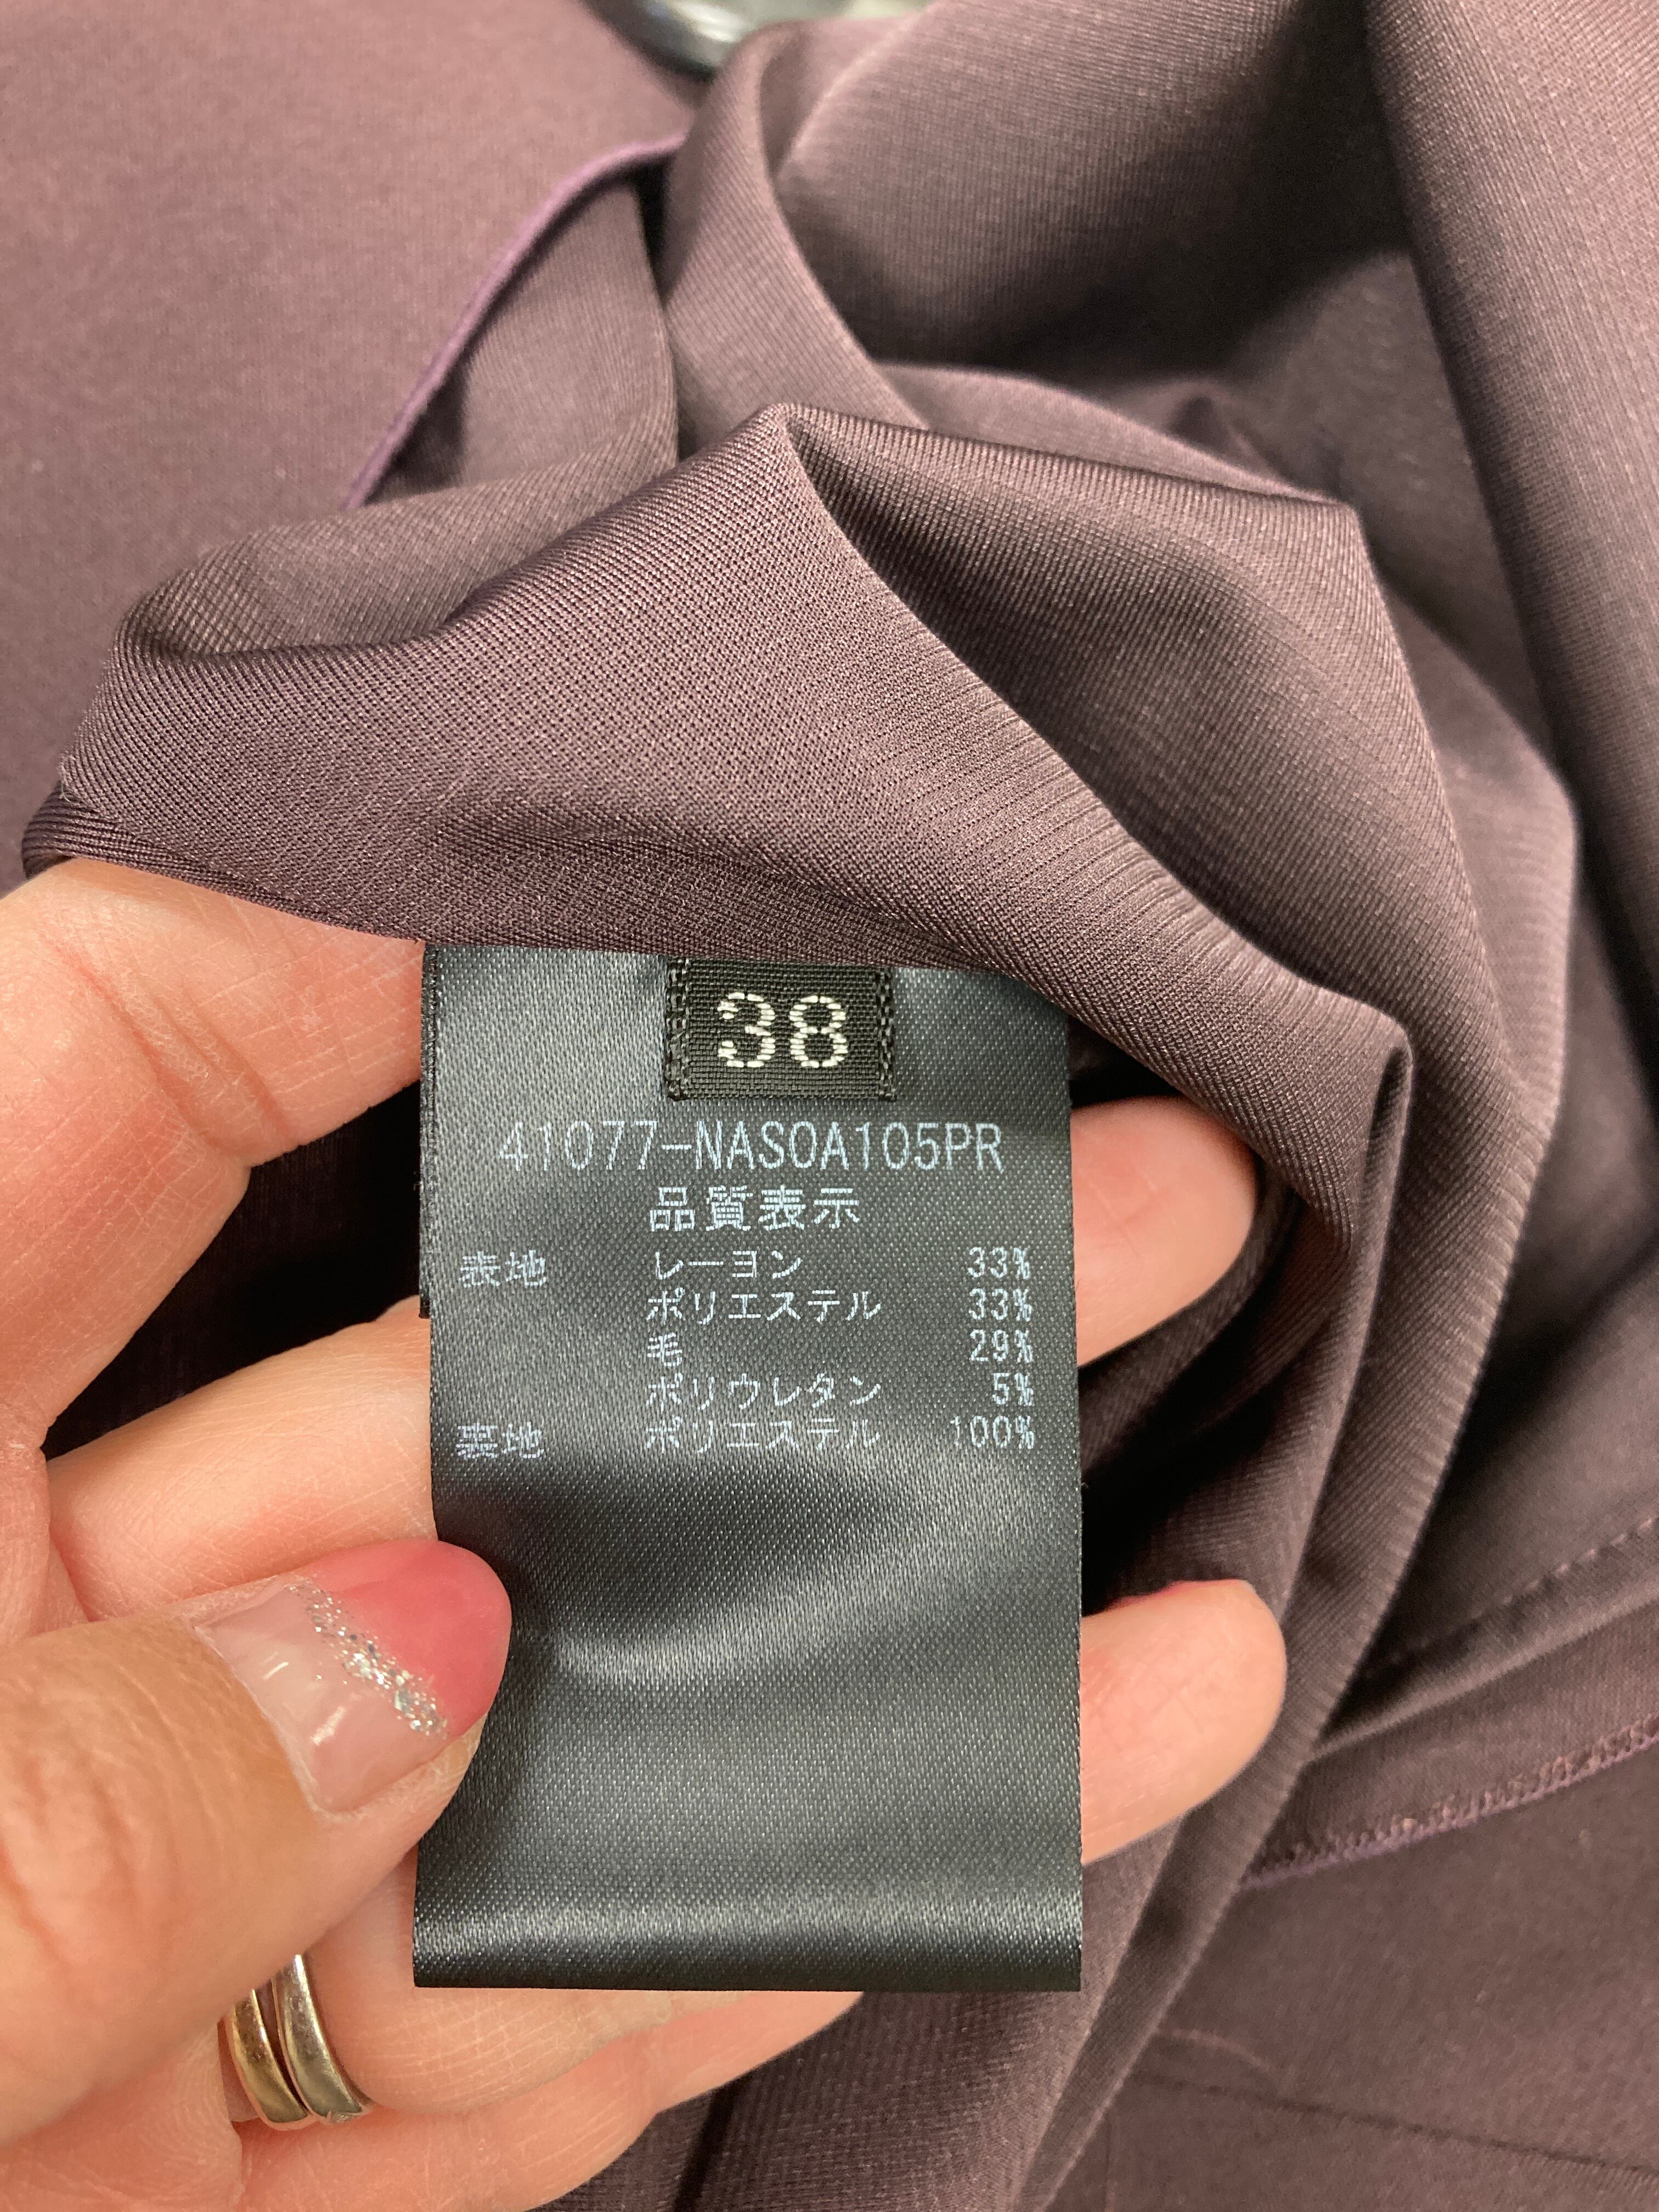 38
41077-NASOA105PR
品質表示
表地 レーヨン 33%
ポリエステル 33%
毛 29%
ポリウレタン 5%
裏地 ポリエステル 100%